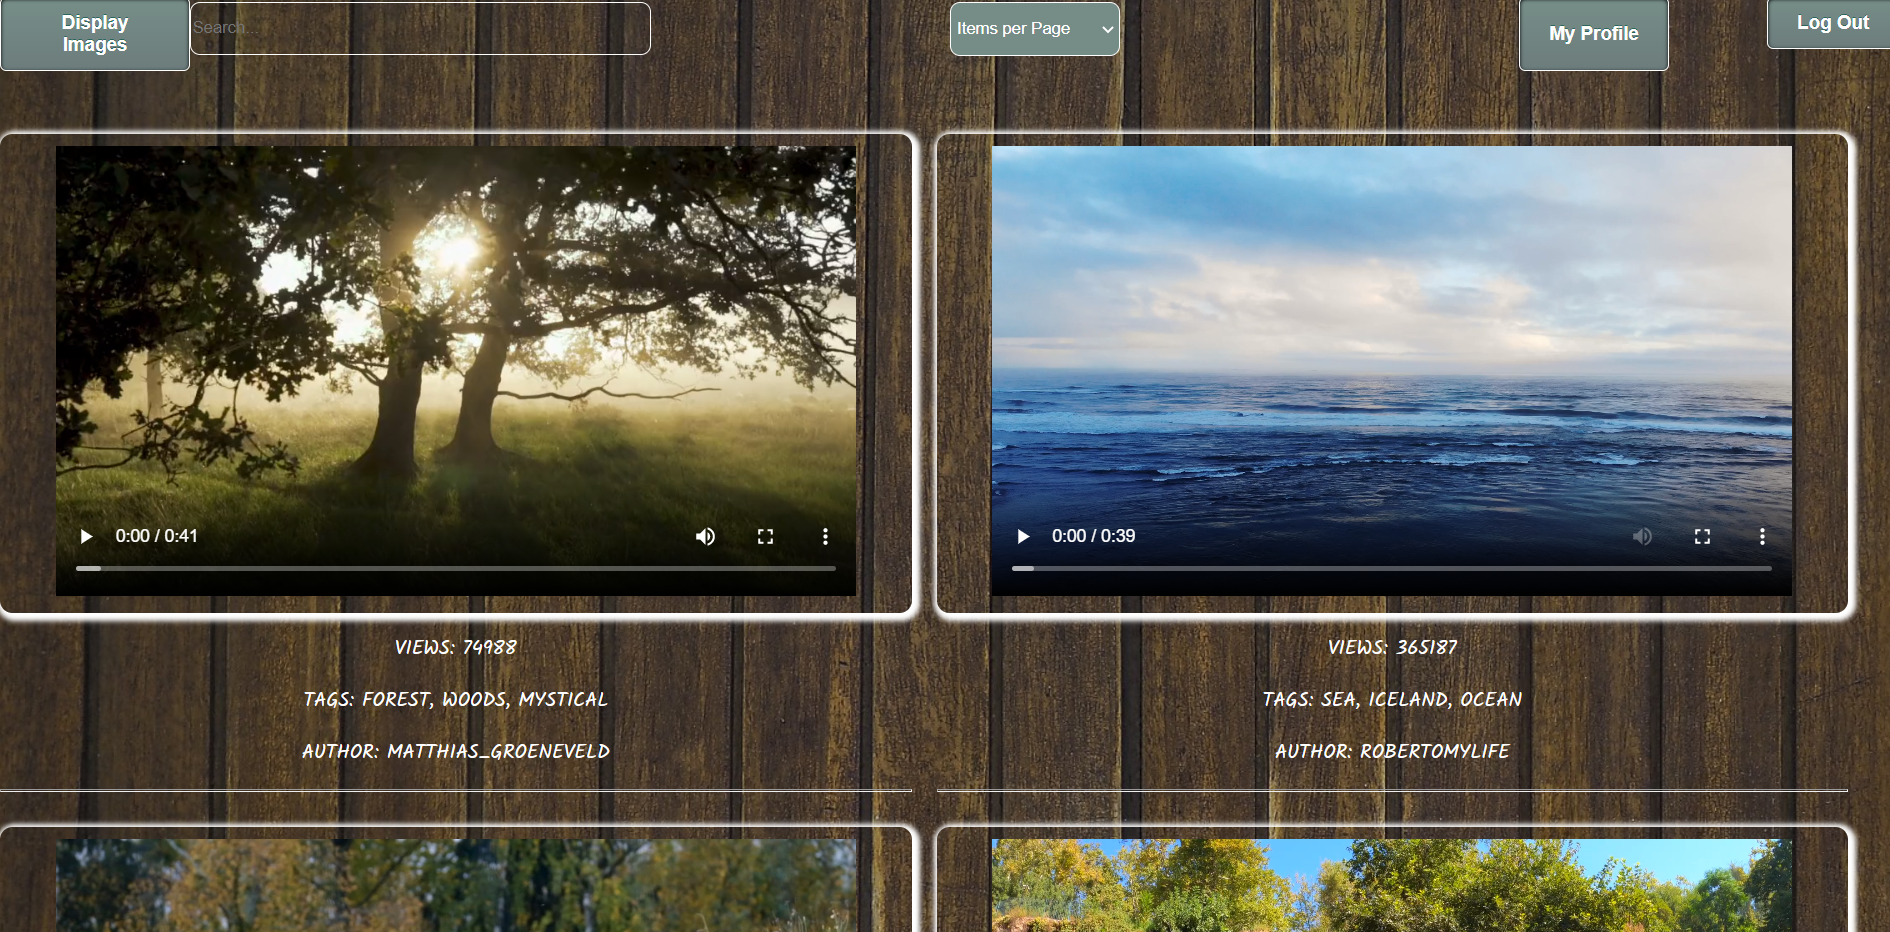 Display
Images
Search...
Items per Page
My Profile
Log Out
0:00 / 0:41
0:00 / 0:39
VIEWS: 74988
TAGS: FOREST, WOODS, MYSTICAL
AUTHOR: MATTHIAS_GROENEVELD
VIEWS: 365187
TAGS: SEA, ICELAND, OCEAN
AUTHOR: ROBERTOMYLIFE